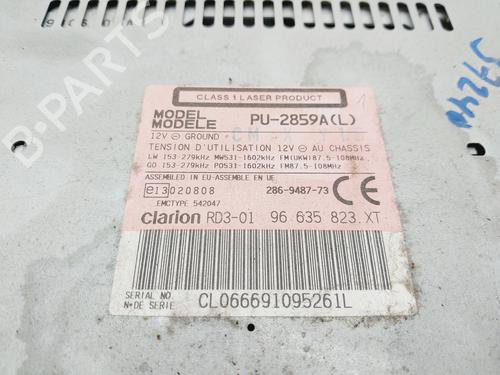 CLASS 1 LASER PRODUCT
MODEL
MODELE
PU-2859A(L)
12V ⊖ GROUND
TENSION D'UTILISATION 12V ⊖ AU CHASSIS
LW 153-279kHz MW531-1602kHz FM(UKW)87.5-108MHz
GO 153-279kHz PO531-1602kHz FM87.5-108MHz
ASSEMBLED IN EU-ASSEMBLE EN UE
e13 020808
286-9487-73 CE
EMCTYPE 542047
clarion RD3-01 96 635 823 XT
SERIAL NO.
N° DE SERIE
CL066691095261L
B-PARTS